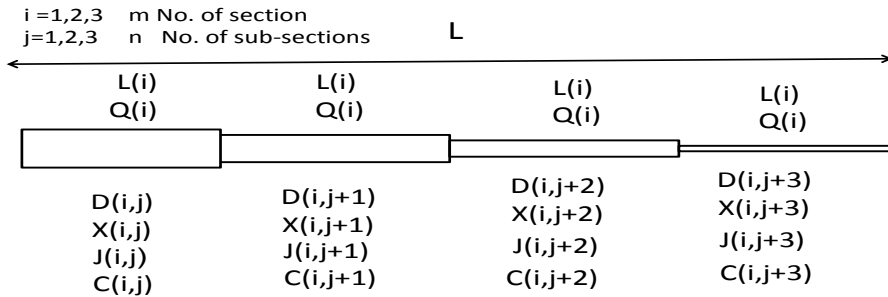 i =1,2,3 m No. of section
j=1,2,3 n No. of sub-sections
L
L(i) L(i) L(i) L(i)
Q(i) Q(i) Q(i) Q(i)
D(i,j) D(i,j+1) D(i,j+2) D(i,j+3)
X(i,j) X(i,j+1) X(i,j+2) X(i,j+3)
J(i,j) J(i,j+1) J(i,j+2) J(i,j+3)
C(i,j) C(i,j+1) C(i,j+2) C(i,j+3)